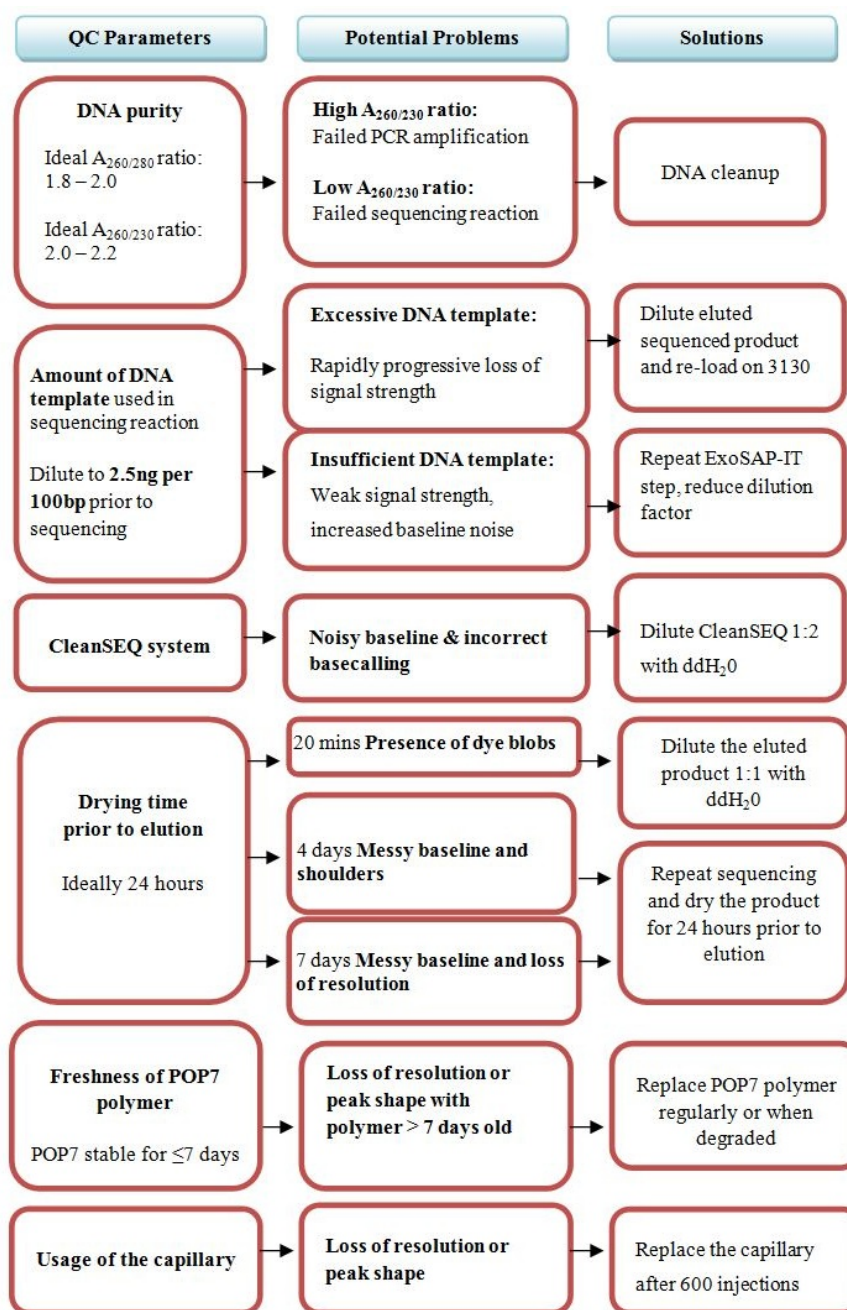 QC Parameters
Potential Problems
Solutions
DNA purity
Ideal A260/280 ratio:
1.8 – 2.0
Ideal A260/230 ratio:
2.0 – 2.2
High A260/230 ratio:
Failed PCR amplification
Low A260/230 ratio:
Failed sequencing reaction
DNA cleanup
Amount of DNA
template used in
sequencing reaction
Dilute to 2.5ng per
100bp prior to
sequencing
Excessive DNA template:
Rapidly progressive loss of
signal strength
Dilute eluted
sequenced product
and re-load on 3130
Insufficient DNA template:
Weak signal strength,
increased baseline noise
Repeat ExoSAP-IT
step, reduce dilution
factor
CleanSEQ system
Noisy baseline & incorrect
basecalling
Dilute CleanSEQ 1:2
with ddH20
Drying time
prior to elution
Ideally 24 hours
20 mins Presence of dye blobs
Dilute the eluted
product 1:1 with
ddH20
4 days Messy baseline and
shoulders
7 days Messy baseline and loss
of resolution
Repeat sequencing
and dry the product
for 24 hours prior to
elution
Freshness of POP7
polymer
POP7 stable for ≤7 days
Loss of resolution or
peak shape with
polymer > 7 days old
Replace POP7 polymer
regularly or when
degraded
Usage of the capillary
Loss of resolution or
peak shape
Replace the capillary
after 600 injections